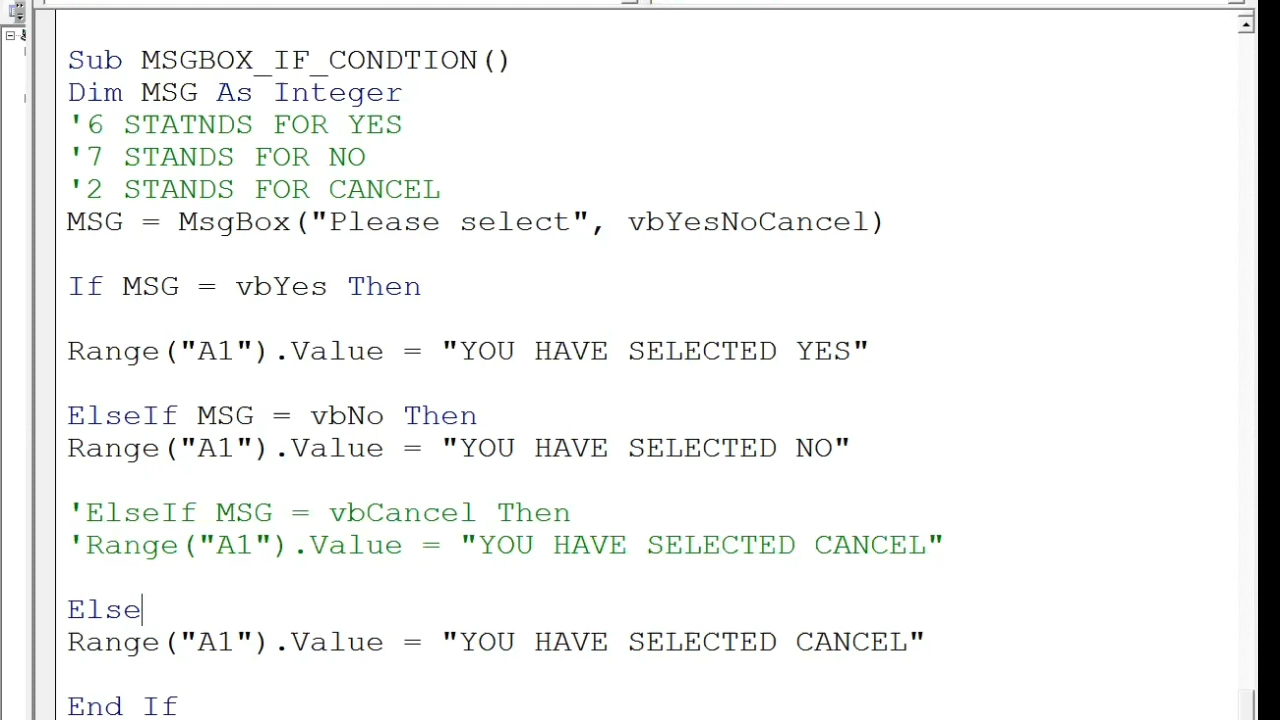 Sub MSGBOX_IF_CONDTION()
Dim MSG As Integer
'6 STATNDS FOR YES
'7 STANDS FOR NO
'2 STANDS FOR CANCEL
MSG = MsgBox("Please select", vbYesNoCancel)
If MSG = vbYes Then
Range("A1").Value = "YOU HAVE SELECTED YES"
ElseIf MSG = vbNo Then
Range("A1").Value = "YOU HAVE SELECTED NO"
'ElseIf MSG = vbCancel Then
'Range("A1").Value = "YOU HAVE SELECTED CANCEL"
Else
Range("A1").Value = "YOU HAVE SELECTED CANCEL"
End If